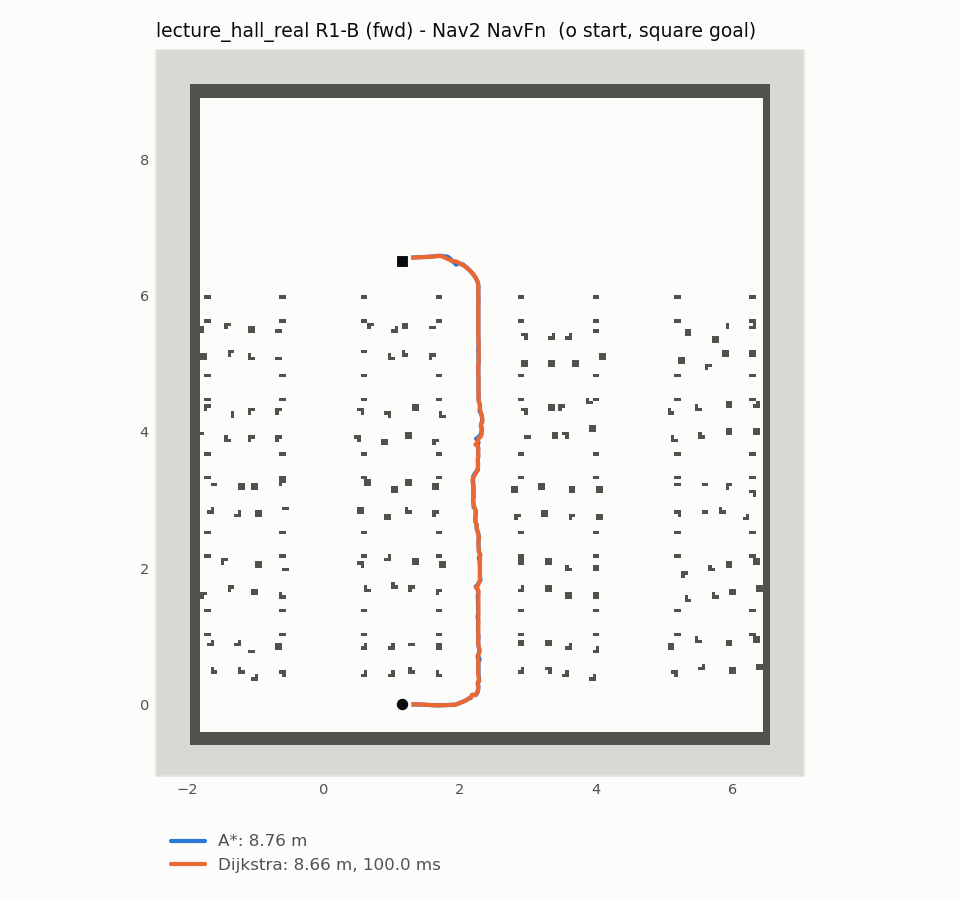 lecture_hall_real R1-B (fwd) - Nav2 NavFn  (o start, square goal)
8
6
4
2
0
−2 0 2 4 6
A*: 8.76 m
Dijkstra: 8.66 m, 100.0 ms